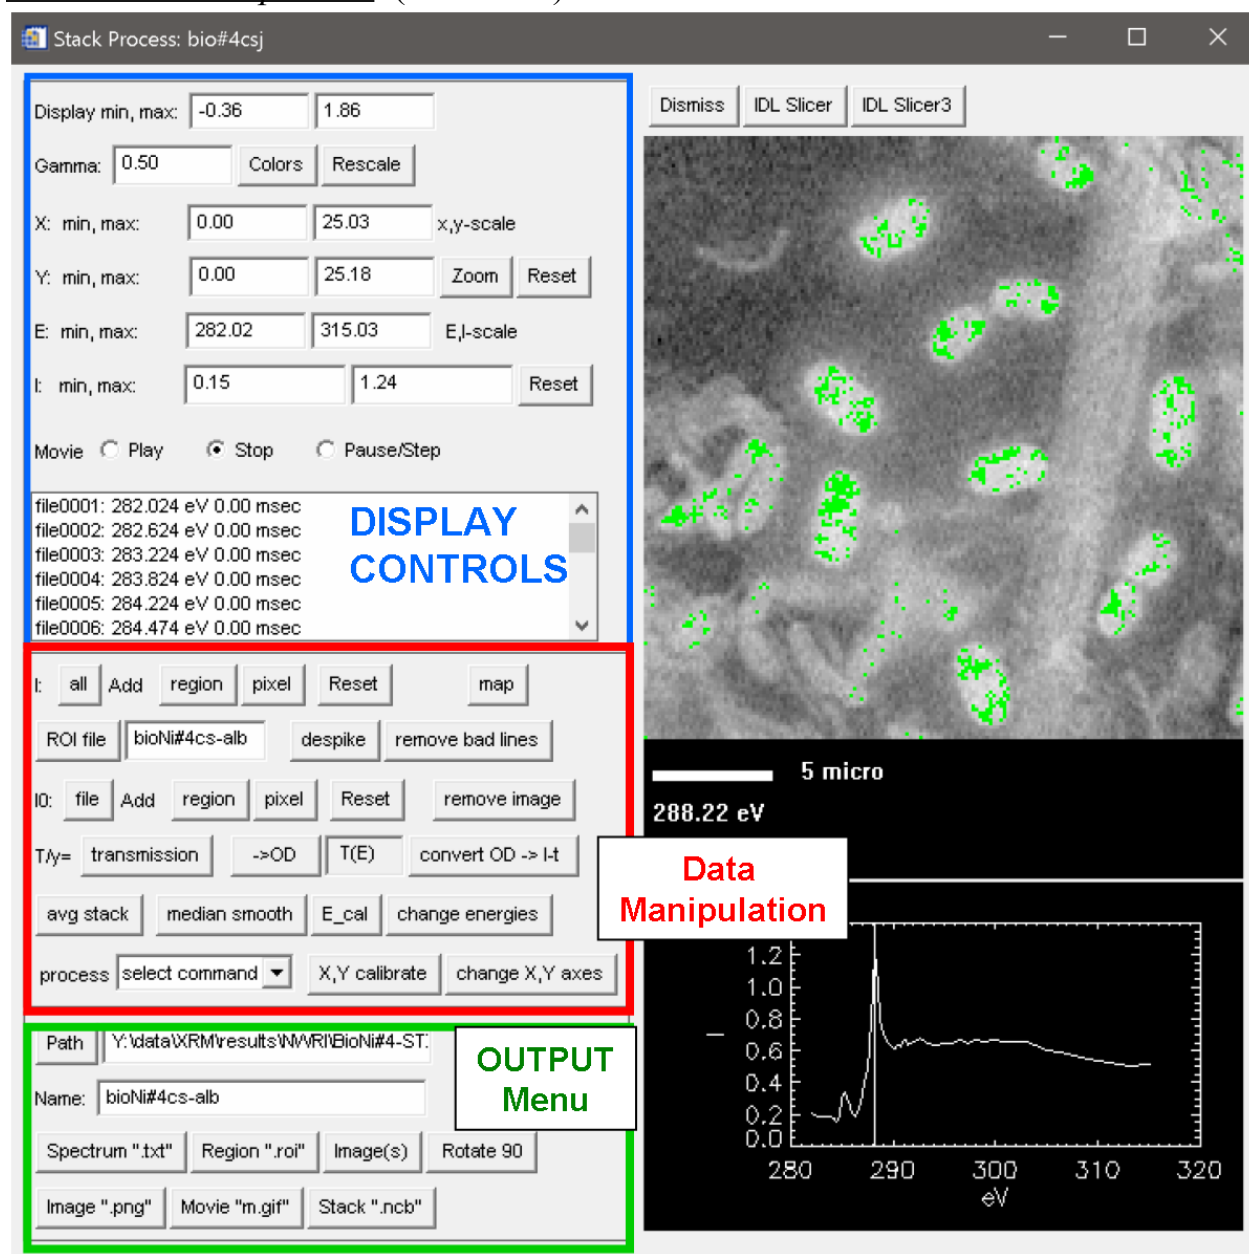 Stack Process: bio#4csj
Display min, max: -0.36 1.86
Gamma: 0.50 Colors Rescale
X: min, max: 0.00 25.03 x,y-scale
Y: min, max: 0.00 25.18 Zoom Reset
E: min, max: 282.02 315.03 E,I-scale
I: min, max: 0.15 1.24 Reset
Movie Play Stop Pause/Step
file0001: 282.024 eV 0.00 msec
file0002: 282.624 eV 0.00 msec
file0003: 283.224 eV 0.00 msec
file0004: 283.824 eV 0.00 msec
file0005: 284.224 eV 0.00 msec
file0006: 284.474 eV 0.00 msec
DISPLAY
CONTROLS
I: all Add region pixel Reset map
ROI file bioNi#4cs-alb despike remove bad lines
I0: file Add region pixel Reset remove image
T/y= transmission ->OD T(E) convert OD -> I-t
avg stack median smooth E_cal change energies
process select command X,Y calibrate change X,Y axes
Data
Manipulation
Path Y:\data\XRM\results\NWRI\BioNi#4-ST
Name: bioNi#4cs-alb
Spectrum ".txt" Region ".roi" Image(s) Rotate 90
Image ".png" Movie "m.gif" Stack ".ncb"
OUTPUT
Menu
Dismiss IDL Slicer IDL Slicer3
5 micro
288.22 eV
1.2
1.0
0.8
0.6
0.4
0.2
0.0
I
280 290 300 310 320
eV